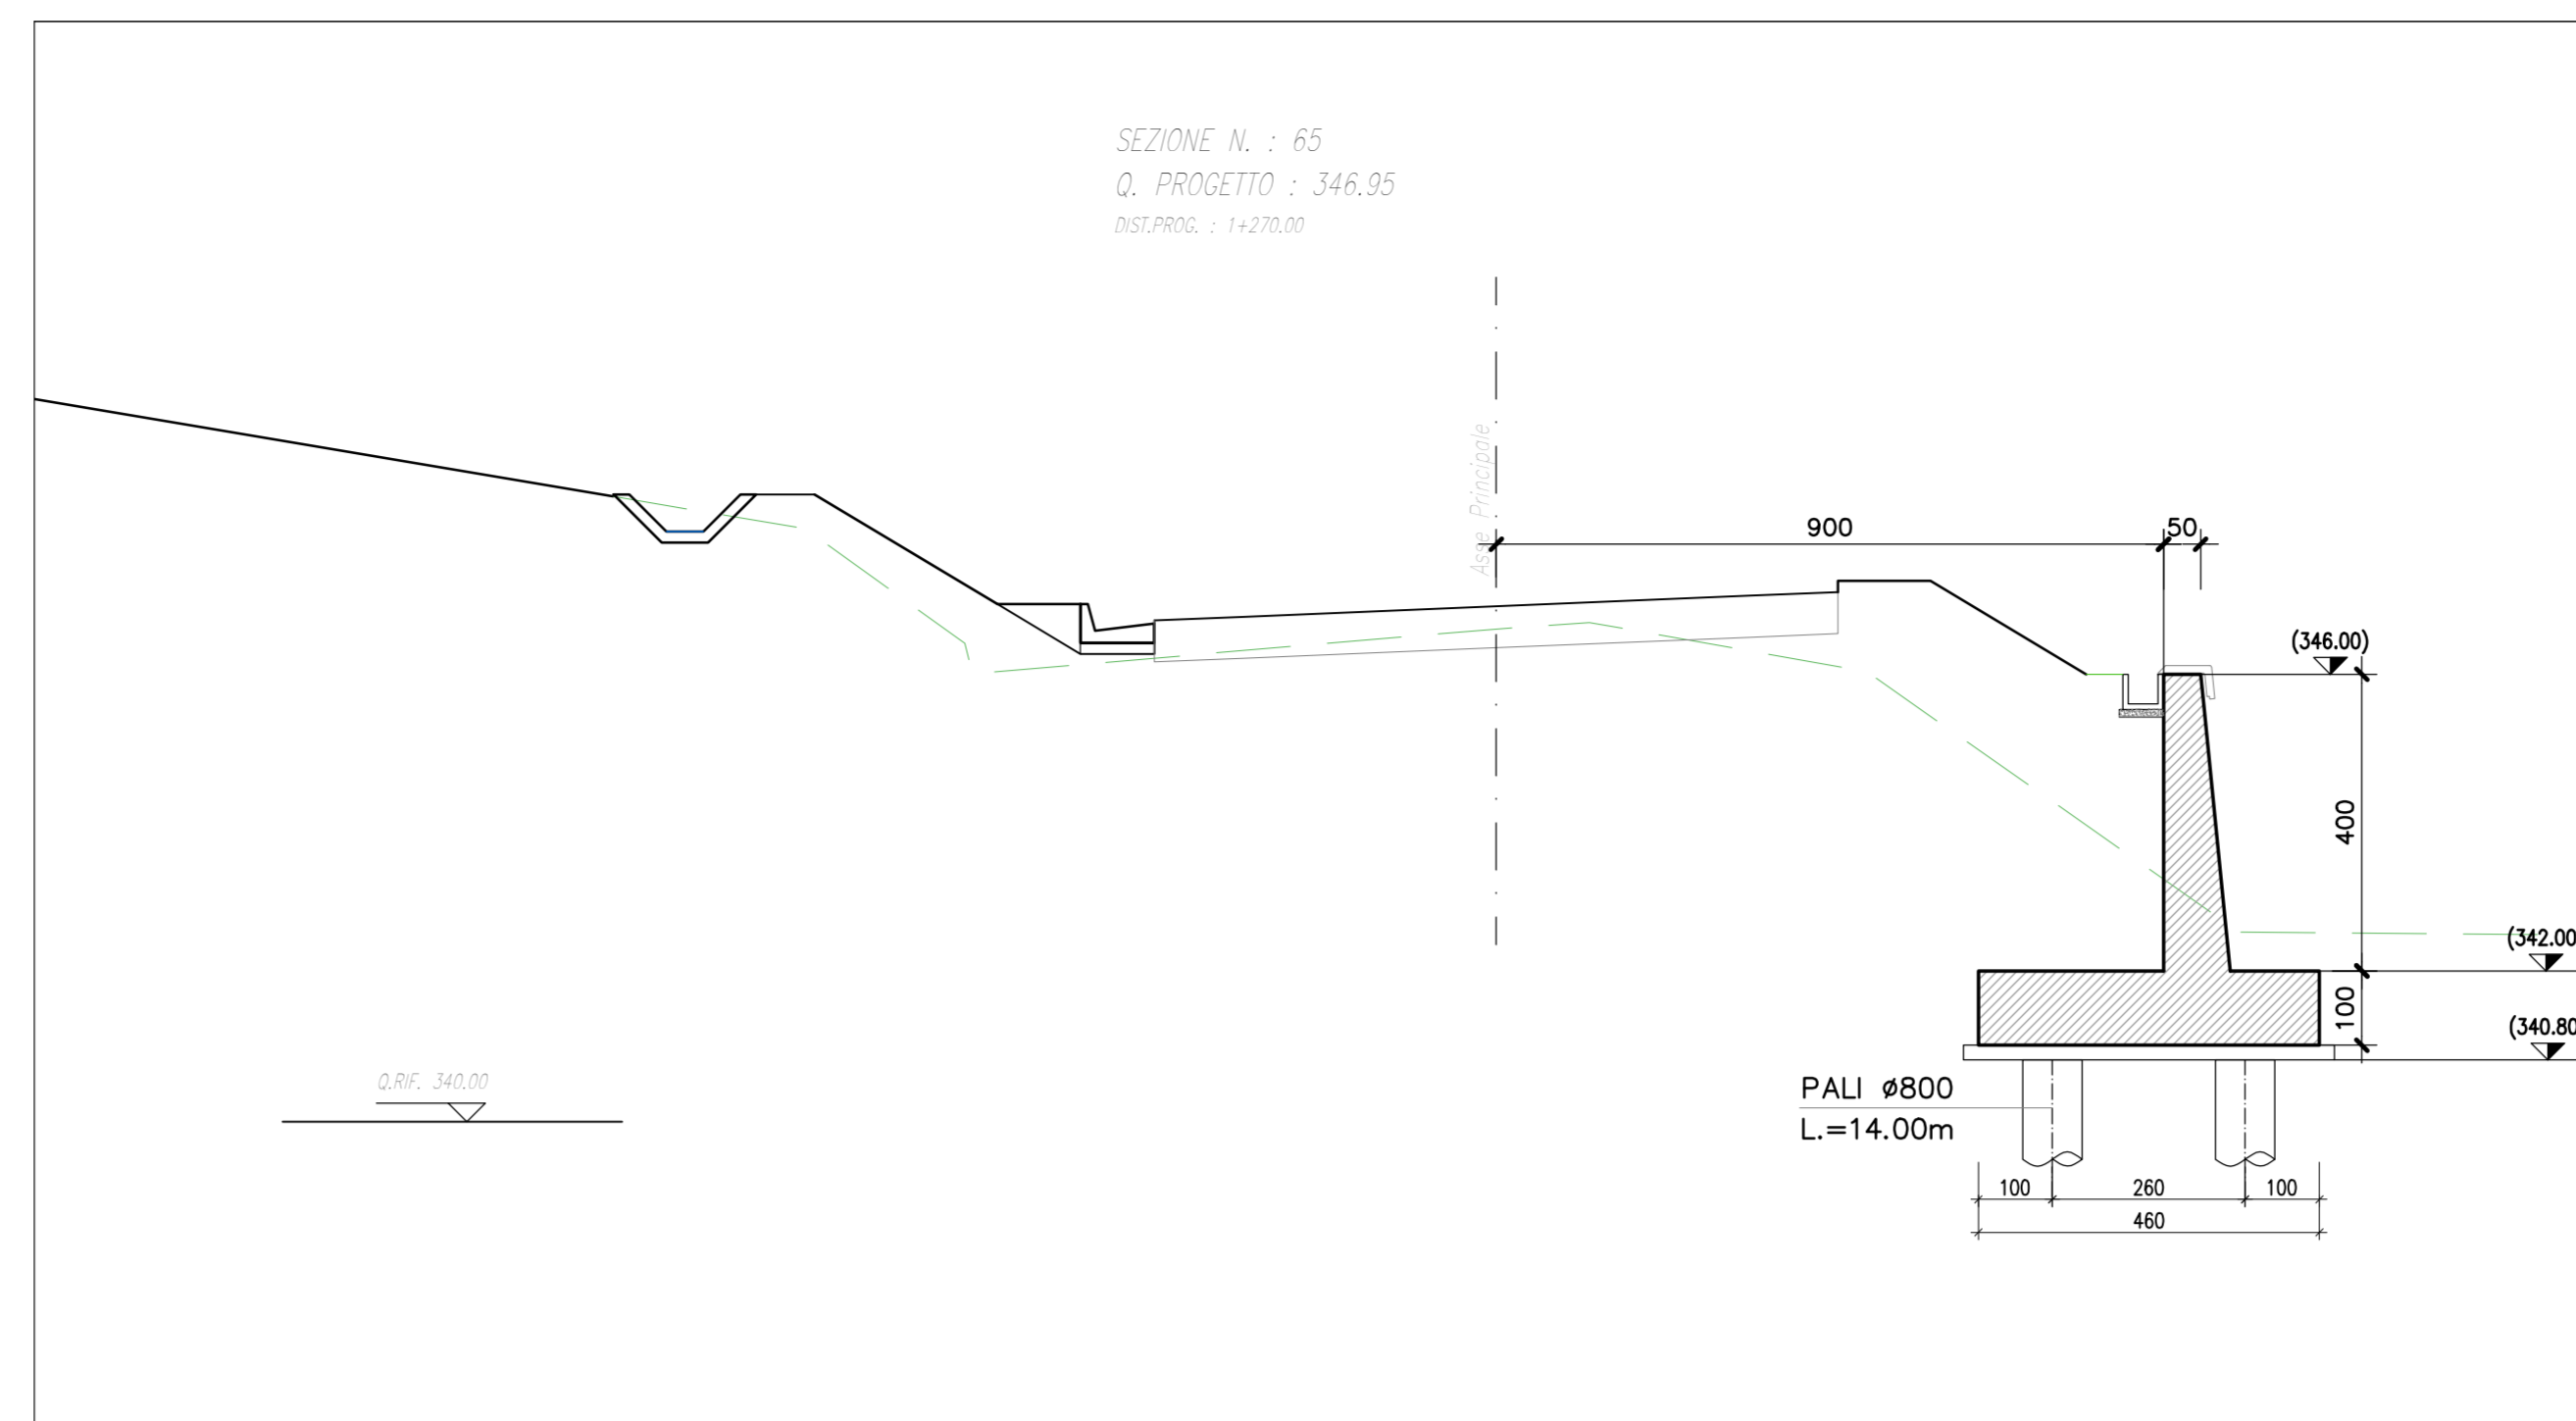 SEZIONE N. : 65
Q. PROGETTO : 346.95
DIST.PROG. : 1+270.00
Asse Principale
900
50
(346.00)
400
(342.00
100
(340.80
Q.RIF. 340.00
PALI ø800
L.=14.00m
100 260 100
460